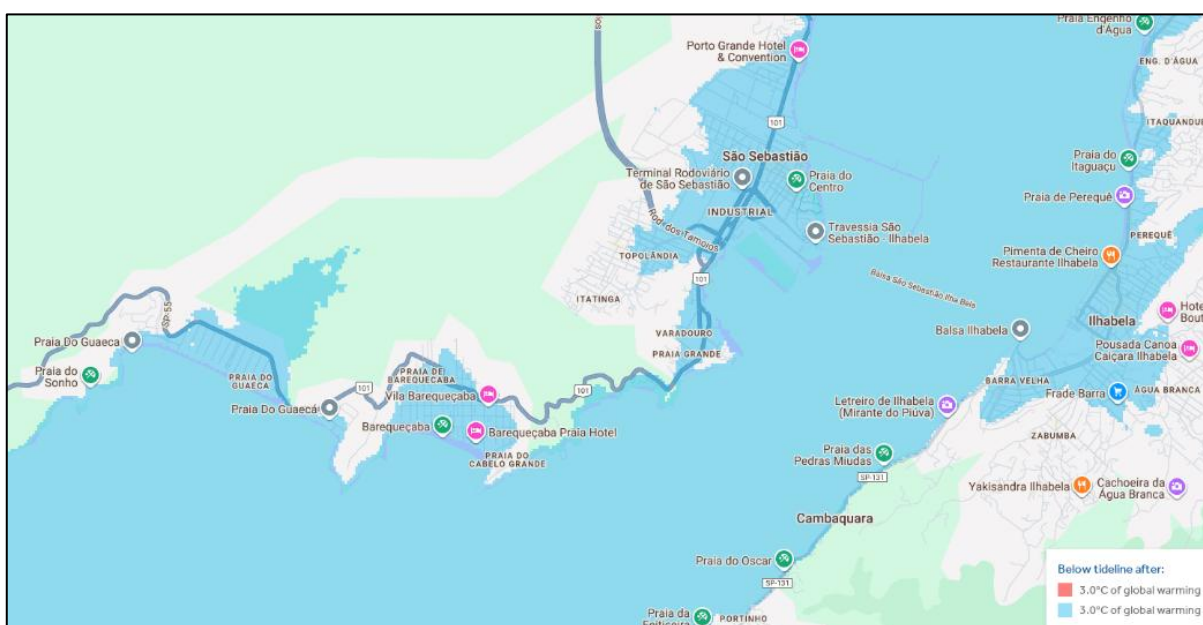 Praia Engenho
d'Água
Porto Grande Hotel
& Convention
ENG. D'ÁGUA
101
ITAQUANDUE
São Sebastião
Praia do
Itaguaçu
Terminal Rodoviário
de São Sebastião
Praia do
Centro
Praia de Perequê
INDUSTRIAL
Rod. dos Tamoios
Travessia São
Sebastião - Ilhabela
PEREQUÊ
TOPOLÂNDIA
Pimenta de Cheiro
Restaurante Ilhabela
Balsa São Sebastião Ilha Bela
101
ITATINGA
SP-55
Hote
Bout
Ilhabela
Praia Do Guaeca
VARADOURO
Balsa Ilhabela
PRAIA GRANDE
Pousada Canoa
Caiçara Ilhabela
Praia do
Sonho
PRAIA DO
GUAECA
PRAIA DE
BAREQUEÇABA
101
101
BARRA VELHA
ÁGUA BRANCA
Vila Barequeçaba
Frade Barra
Praia Do Guaecá
Letreiro de Ilhabela
(Mirante do Piúva)
Barequeçaba
Barequeçaba Praia Hotel
ZABUMBA
PRAIA DO
CABELO GRANDE
Praia das
Pedras Miudas
SP-131
Yakisandra Ilhabela
Cachoeira da
Água Branca
Cambaquara
Praia do Oscar
SP-131
Below tideline after:
3.0°C of global warming
3.0°C of global warming
Praia da
PORTINHO